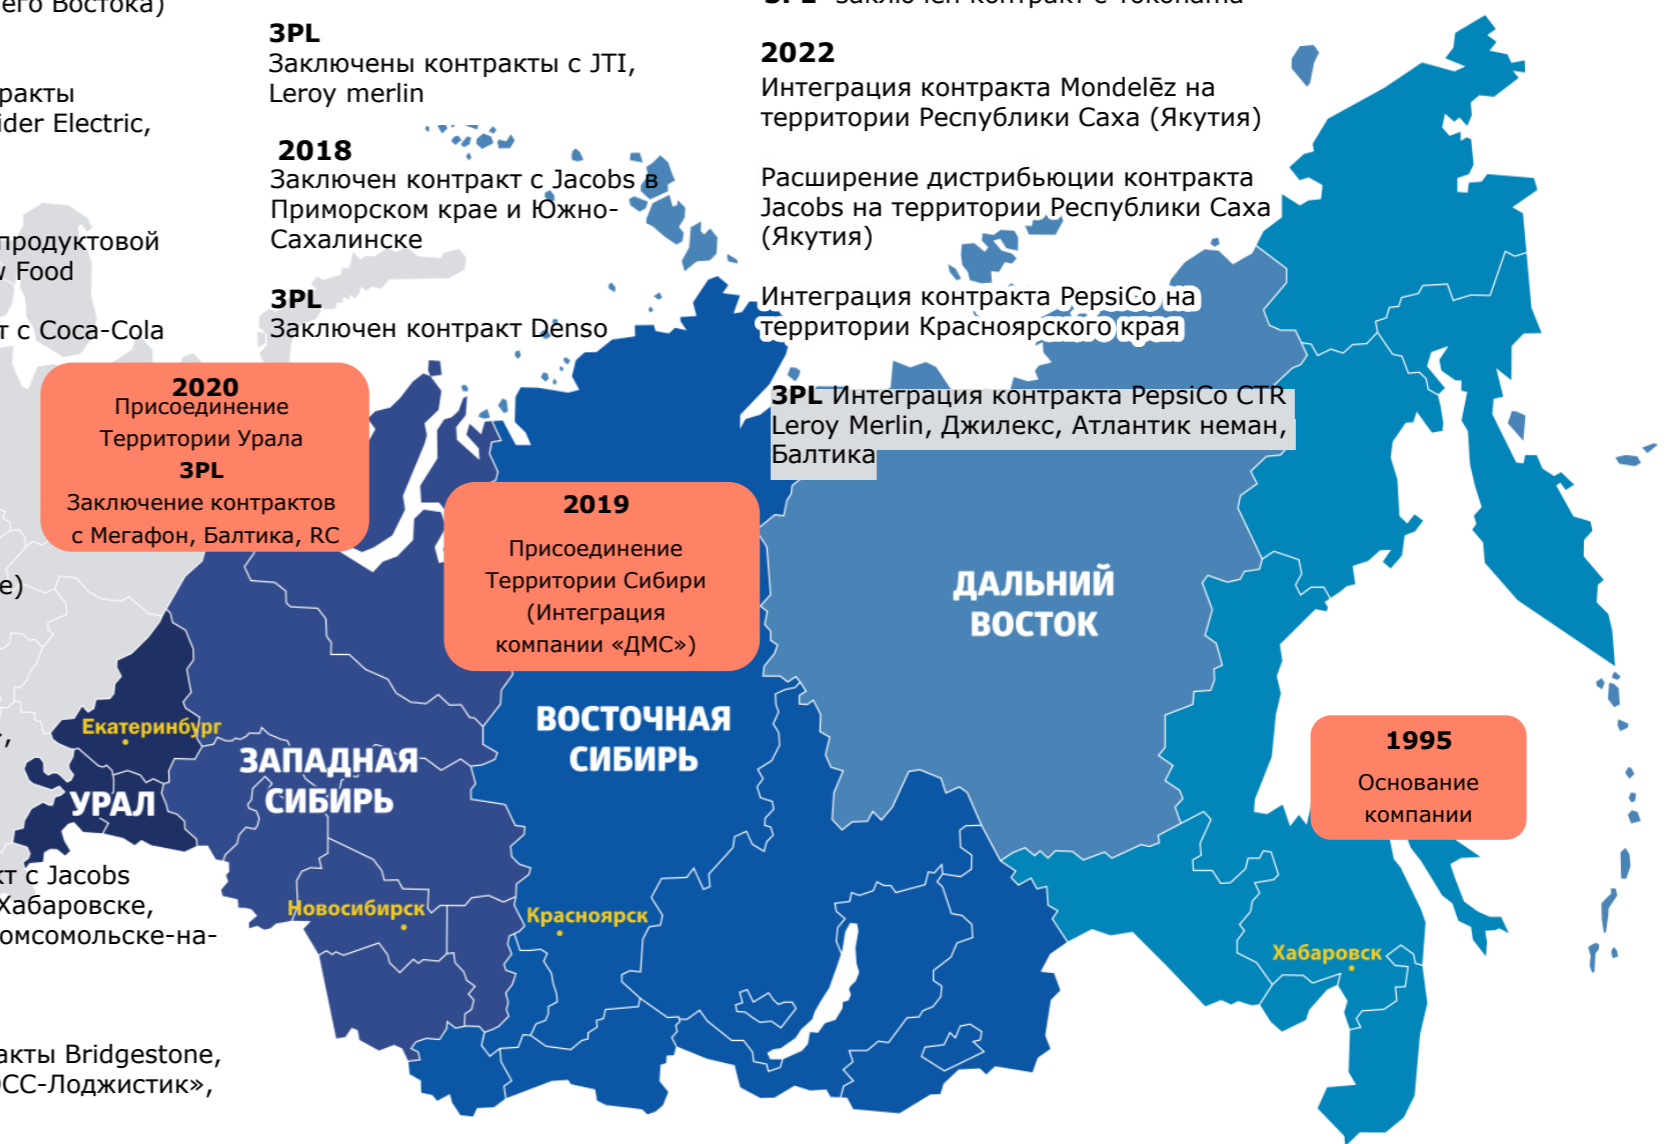 его Востока)
ракты
ider Electric,
продуктовой
w Food
т с Coca-Cola
3PL
Заключены контракты с JTI,
Leroy merlin
2018
Заключен контракт с Jacobs в
Приморском крае и Южно-
Сахалинске
3PL
Заключен контракт Denso
2022
Интеграция контракта Mondelēz на
территории Республики Саха (Якутия)
Расширение дистрибьюции контракта
Jacobs на территории Республики Саха
(Якутия)
Интеграция контракта PepsiCo на
территории Красноярского края
3PL Интеграция контракта PepsiCo CTR
Leroy Merlin, Джилекс, Атлантик неман,
Балтика
2020
Присоединение
Территории Урала
3PL
Заключение контрактов
с Мегафон, Балтика, RC
2019
Присоединение
Территории Сибири
(Интеграция
компании «ДМС»)
ДАЛЬНИЙ
ВОСТОК
е)
Екатеринбург
УРАЛ
ЗАПАДНАЯ
СИБИРЬ
ВОСТОЧНАЯ
СИБИРЬ
1995
Основание
компании
кт с Jacobs
Хабаровске,
омсомольске-на-
Новосибирск
Красноярск
Хабаровск
акты Bridgestone,
ОСС-Лоджистик»,